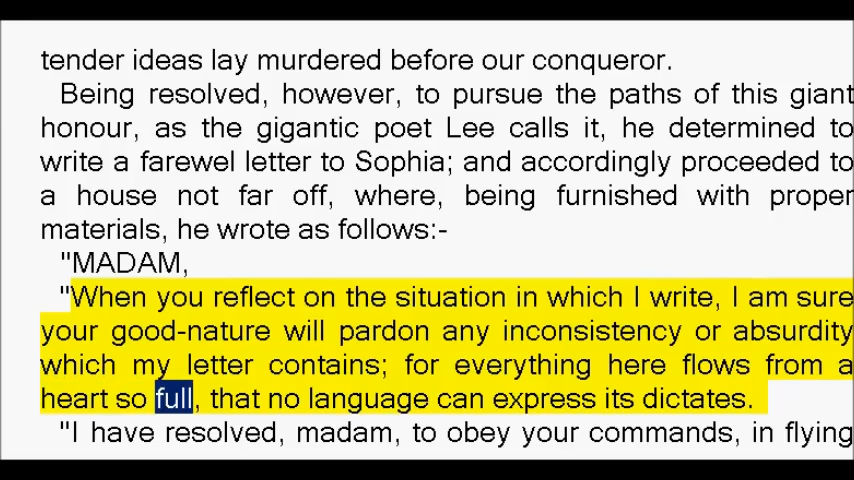 tender ideas lay murdered before our conqueror.
Being resolved, however, to pursue the paths of this giant
honour, as the gigantic poet Lee calls it, he determined to
write a farewel letter to Sophia; and accordingly proceeded to
a house not far off, where, being furnished with proper
materials, he wrote as follows:-
"MADAM,
"When you reflect on the situation in which I write, I am sure
your good-nature will pardon any inconsistency or absurdity
which my letter contains; for everything here flows from a
heart so full, that no language can express its dictates.
"I have resolved, madam, to obey your commands, in flying